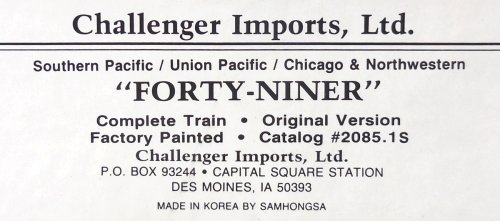 Challenger Imports, Ltd.
Southern Pacific / Union Pacific / Chicago & Northwestern
"FORTY-NINER"
Complete Train • Original Version
Factory Painted • Catalog #2085.1S
Challenger Imports, Ltd.
P.O. BOX 93244 • CAPITAL SQUARE STATION
DES MOINES, IA 50393
MADE IN KOREA BY SAMHONGSA